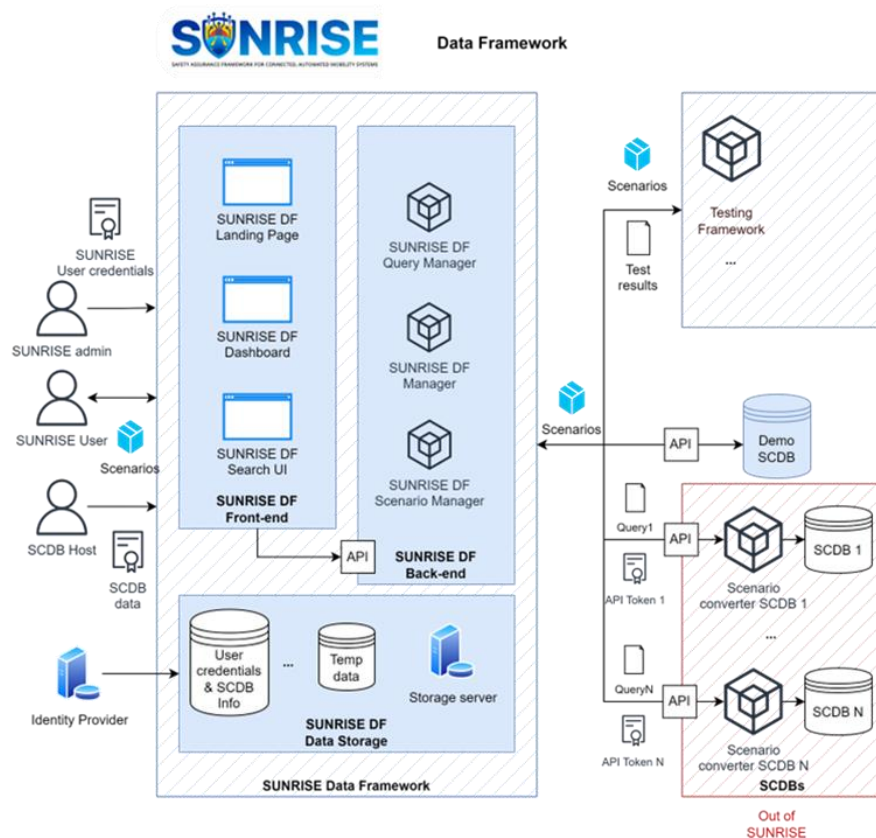 SUNRISE
SAFETY ASSURANCE FRAMEWORK FOR CONNECTED, AUTOMATED MOBILITY SYSTEMS
Data Framework
SUNRISE
User credentials
SUNRISE admin
SUNRISE User
Scenarios
SCDB Host
SCDB
data
Identity Provider
SUNRISE DF
Landing Page
SUNRISE DF
Dashboard
SUNRISE DF
Search UI
SUNRISE DF
Front-end
SUNRISE DF
Query Manager
SUNRISE DF
Manager
SUNRISE DF
Scenario Manager
API
SUNRISE DF
Back-end
User
credentials
& SCDB
Info
...
Temp
data
Storage server
SUNRISE DF
Data Storage
SUNRISE Data Framework
Scenarios
Scenarios
Test
results
Testing
Framework
...
API
Demo
SCDB
Query1
API Token 1
API
Scenario
converter SCDB 1
SCDB 1
...
QueryN
API Token N
API
Scenario
converter SCDB N
SCDB N
SCDBs
Out of
SUNRISE